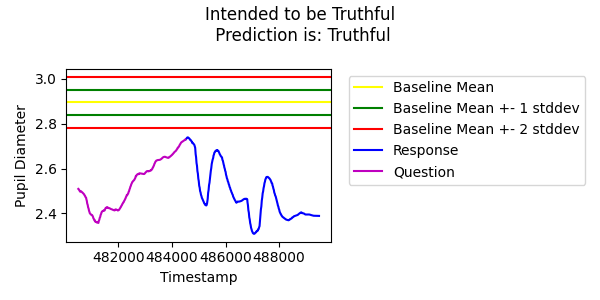 Intended to be Truthful
Prediction is: Truthful
3.0
2.8
2.6
2.4
Pupil Diameter
482000 484000 486000 488000
Timestamp
Baseline Mean
Baseline Mean +- 1 stddev
Baseline Mean +- 2 stddev
Response
Question